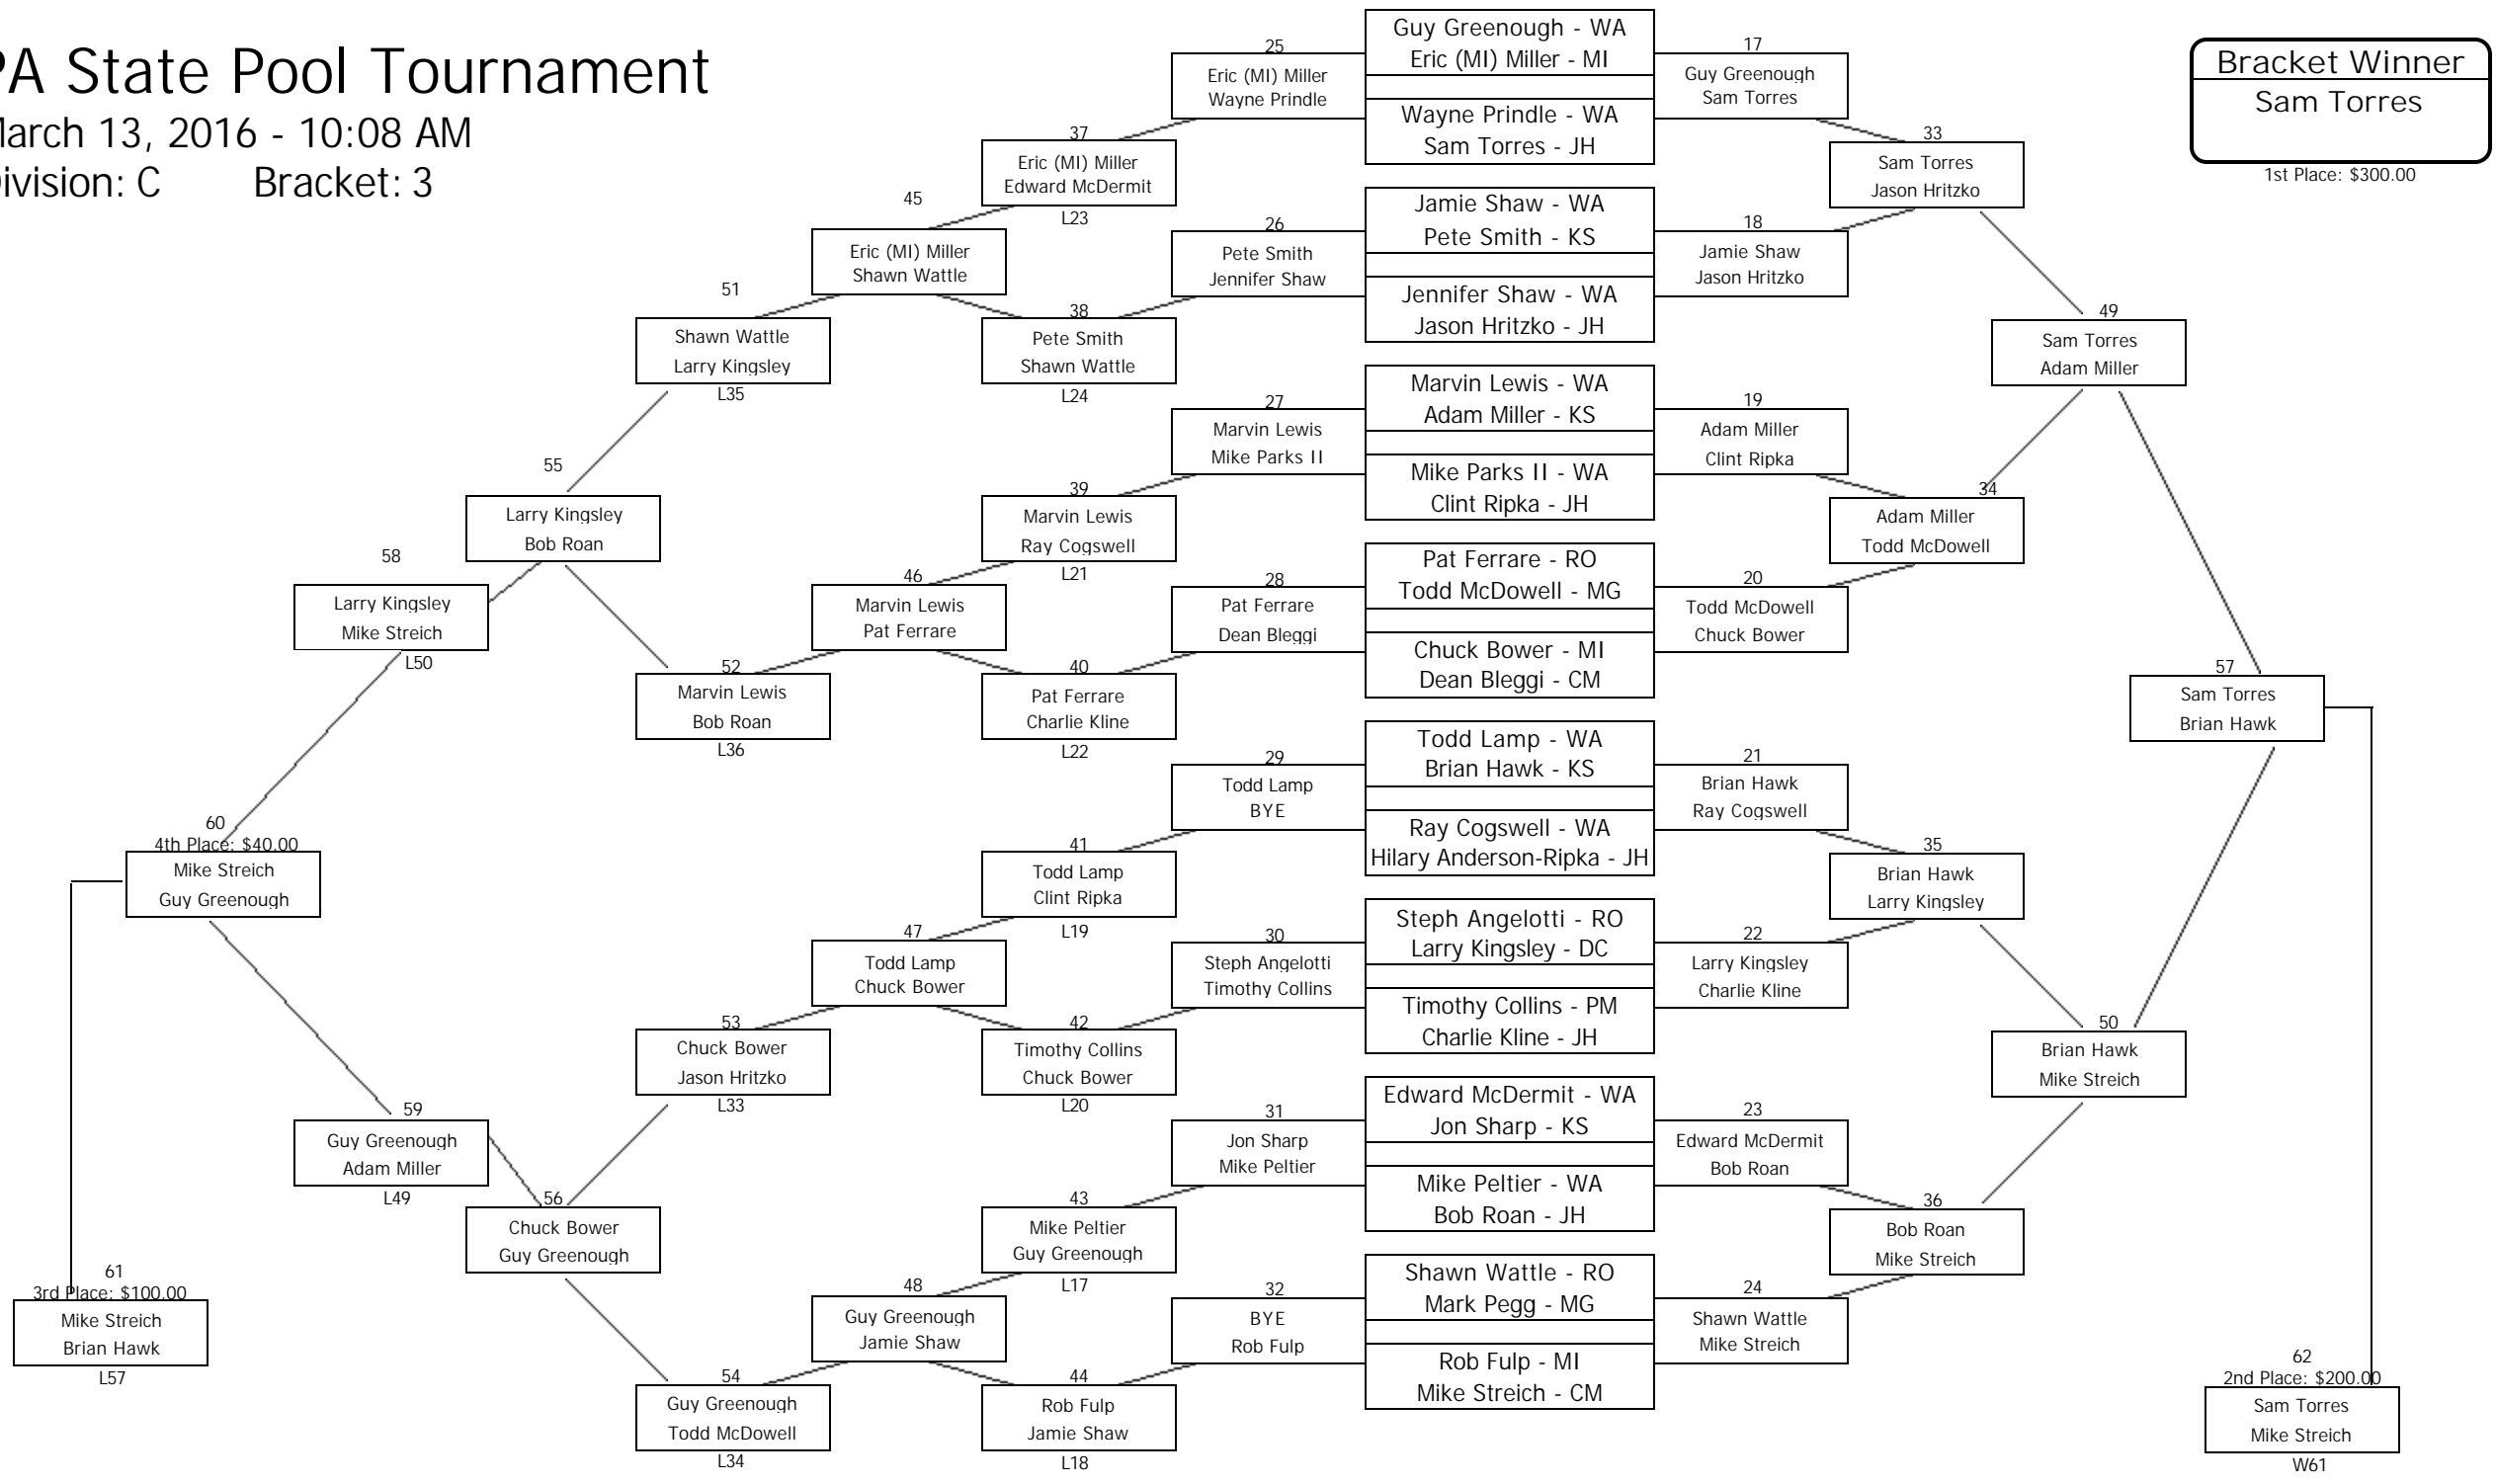 PA State Pool Tournament
March 13, 2016 - 10:08 AM
Division: C Bracket: 3
Bracket Winner
Sam Torres
1st Place: $300.00
Guy Greenough - WA
Eric (MI) Miller - MI
Wayne Prindle - WA
Sam Torres - JH
Jamie Shaw - WA
Pete Smith - KS
Jennifer Shaw - WA
Jason Hritzko - JH
Marvin Lewis - WA
Adam Miller - KS
Mike Parks II - WA
Clint Ripka - JH
Pat Ferrare - RO
Todd McDowell - MG
Chuck Bower - MI
Dean Bleggi - CM
Todd Lamp - WA
Brian Hawk - KS
Ray Cogswell - WA
Hilary Anderson-Ripka - JH
Steph Angelotti - RO
Larry Kingsley - DC
Timothy Collins - PM
Charlie Kline - JH
Edward McDermit - WA
Jon Sharp - KS
Mike Peltier - WA
Bob Roan - JH
Shawn Wattle - RO
Mark Pegg - MG
Rob Fulp - MI
Mike Streich - CM
17
Guy Greenough
Sam Torres
18
Jamie Shaw
Jason Hritzko
19
Adam Miller
Clint Ripka
20
Todd McDowell
Chuck Bower
21
Brian Hawk
Ray Cogswell
22
Larry Kingsley
Charlie Kline
23
Edward McDermit
Bob Roan
24
Shawn Wattle
Mike Streich
25
Eric (MI) Miller
Wayne Prindle
26
Pete Smith
Jennifer Shaw
27
Marvin Lewis
Mike Parks II
28
Pat Ferrare
Dean Bleggi
29
Todd Lamp
BYE
30
Steph Angelotti
Timothy Collins
31
Jon Sharp
Mike Peltier
32
BYE
Rob Fulp
33
Sam Torres
Jason Hritzko
34
Adam Miller
Todd McDowell
35
Brian Hawk
Larry Kingsley
36
Bob Roan
Mike Streich
37
Eric (MI) Miller
Edward McDermit
L23
38
Pete Smith
Shawn Wattle
L24
39
Marvin Lewis
Ray Cogswell
L21
40
Pat Ferrare
Charlie Kline
L22
41
Todd Lamp
Clint Ripka
L19
42
Timothy Collins
Chuck Bower
L20
43
Mike Peltier
Guy Greenough
L17
44
Rob Fulp
Jamie Shaw
L18
45
Eric (MI) Miller
Shawn Wattle
46
Marvin Lewis
Pat Ferrare
47
Todd Lamp
Chuck Bower
48
Guy Greenough
Jamie Shaw
49
Sam Torres
Adam Miller
50
Brian Hawk
Mike Streich
51
Shawn Wattle
Larry Kingsley
L35
52
Marvin Lewis
Bob Roan
L36
53
Chuck Bower
Jason Hritzko
L33
54
Guy Greenough
Todd McDowell
L34
55
Larry Kingsley
Bob Roan
56
Chuck Bower
Guy Greenough
57
Sam Torres
Brian Hawk
58
Larry Kingsley
Mike Streich
L50
59
Guy Greenough
Adam Miller
L49
60
4th Place: $40.00
Mike Streich
Guy Greenough
61
3rd Place: $100.00
Mike Streich
Brian Hawk
L57
62
2nd Place: $200.00
Sam Torres
Mike Streich
W61